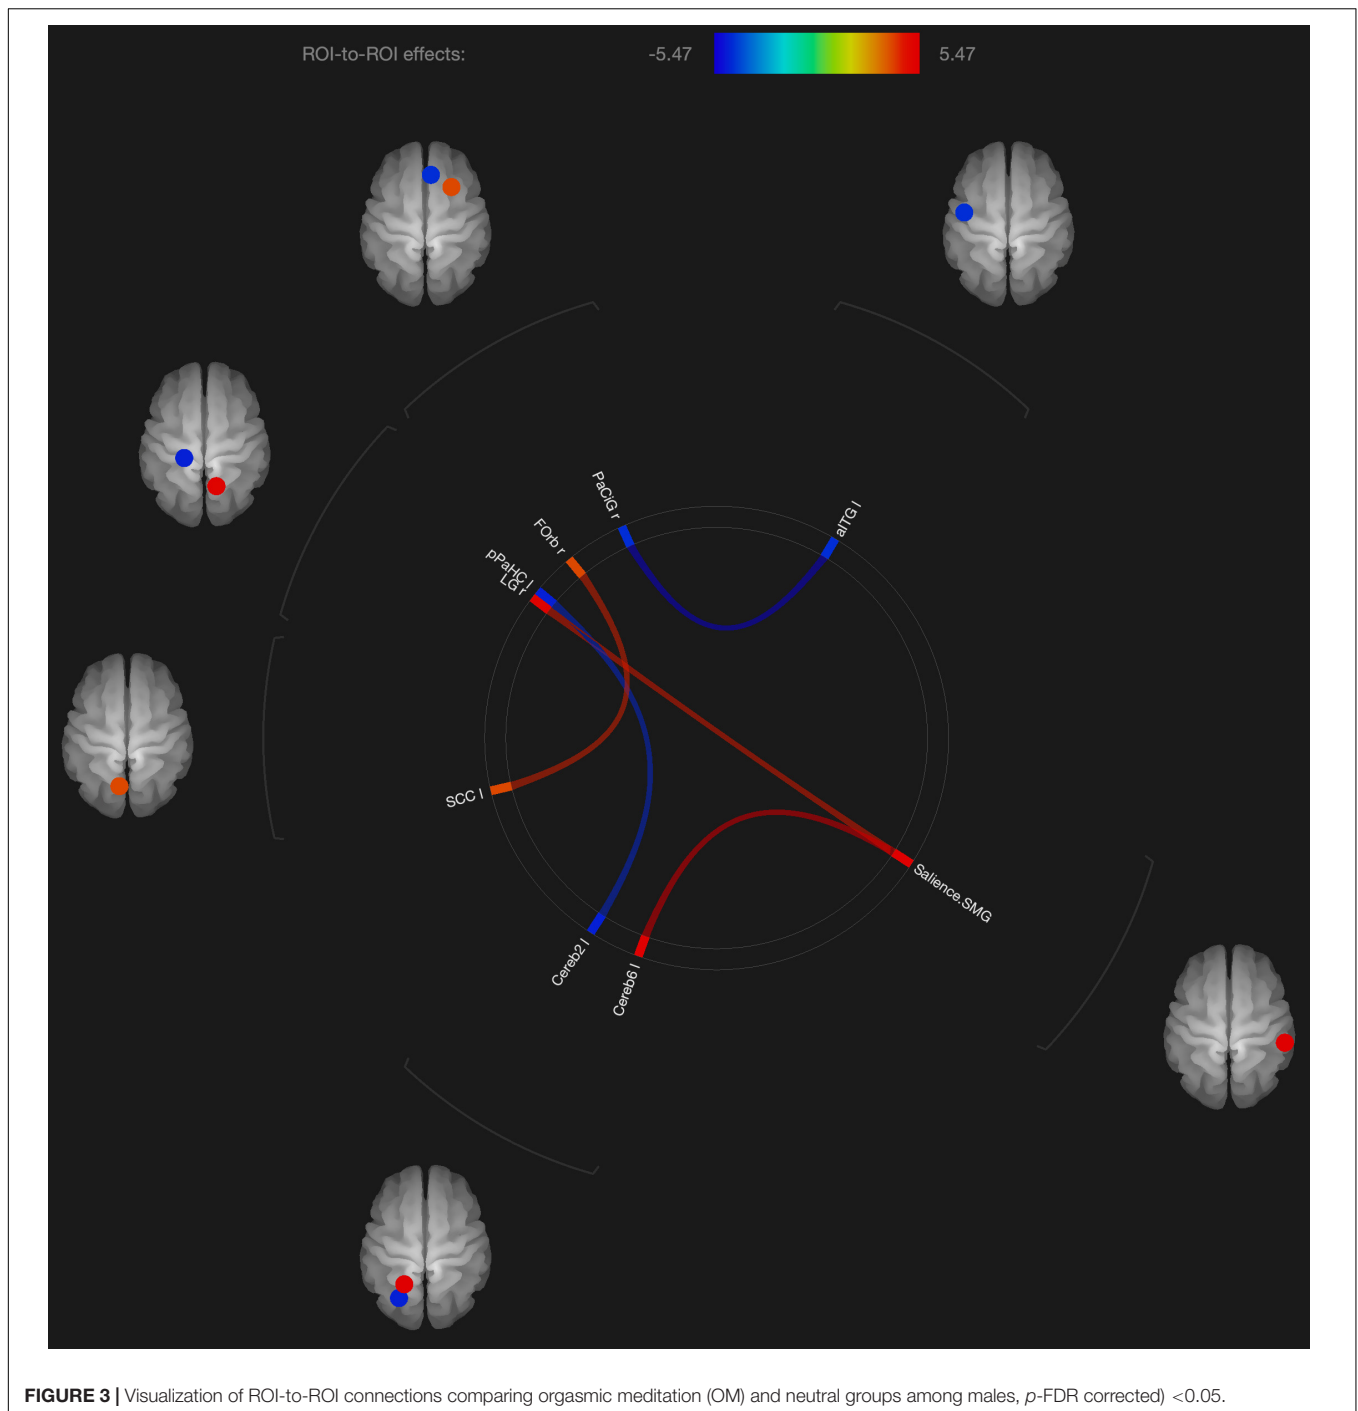 ROI-to-ROI effects: -5.47 5.47
PaCiG r
aITG l
FOrb r
pPaHC l
LG r
SCC l
Salience.SMG
Cereb2 l
Cereb6 l
FIGURE 3 | Visualization of ROI-to-ROI connections comparing orgasmic meditation (OM) and neutral groups among males, p-FDR corrected) <0.05.